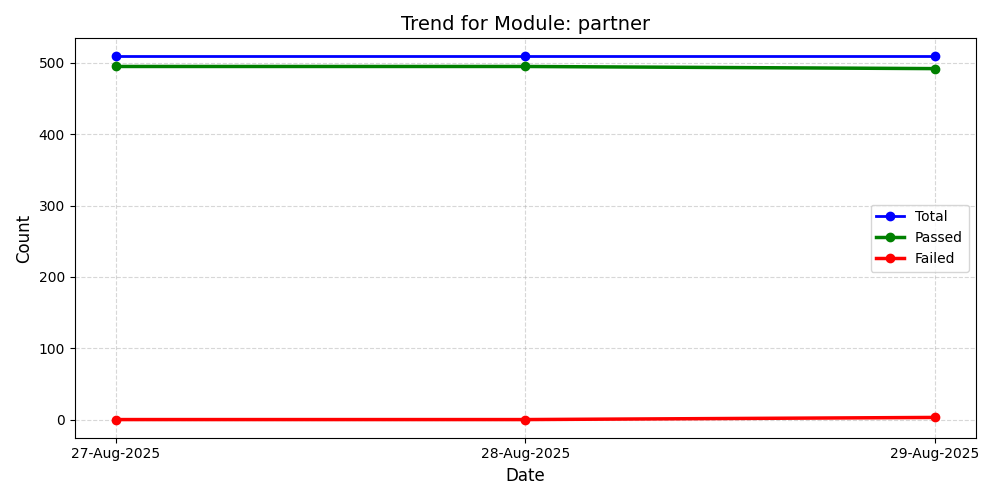 Trend for Module: partner
Count
500
400
300
200
100
0
Total
Passed
Failed
27-Aug-2025
28-Aug-2025
29-Aug-2025
Date